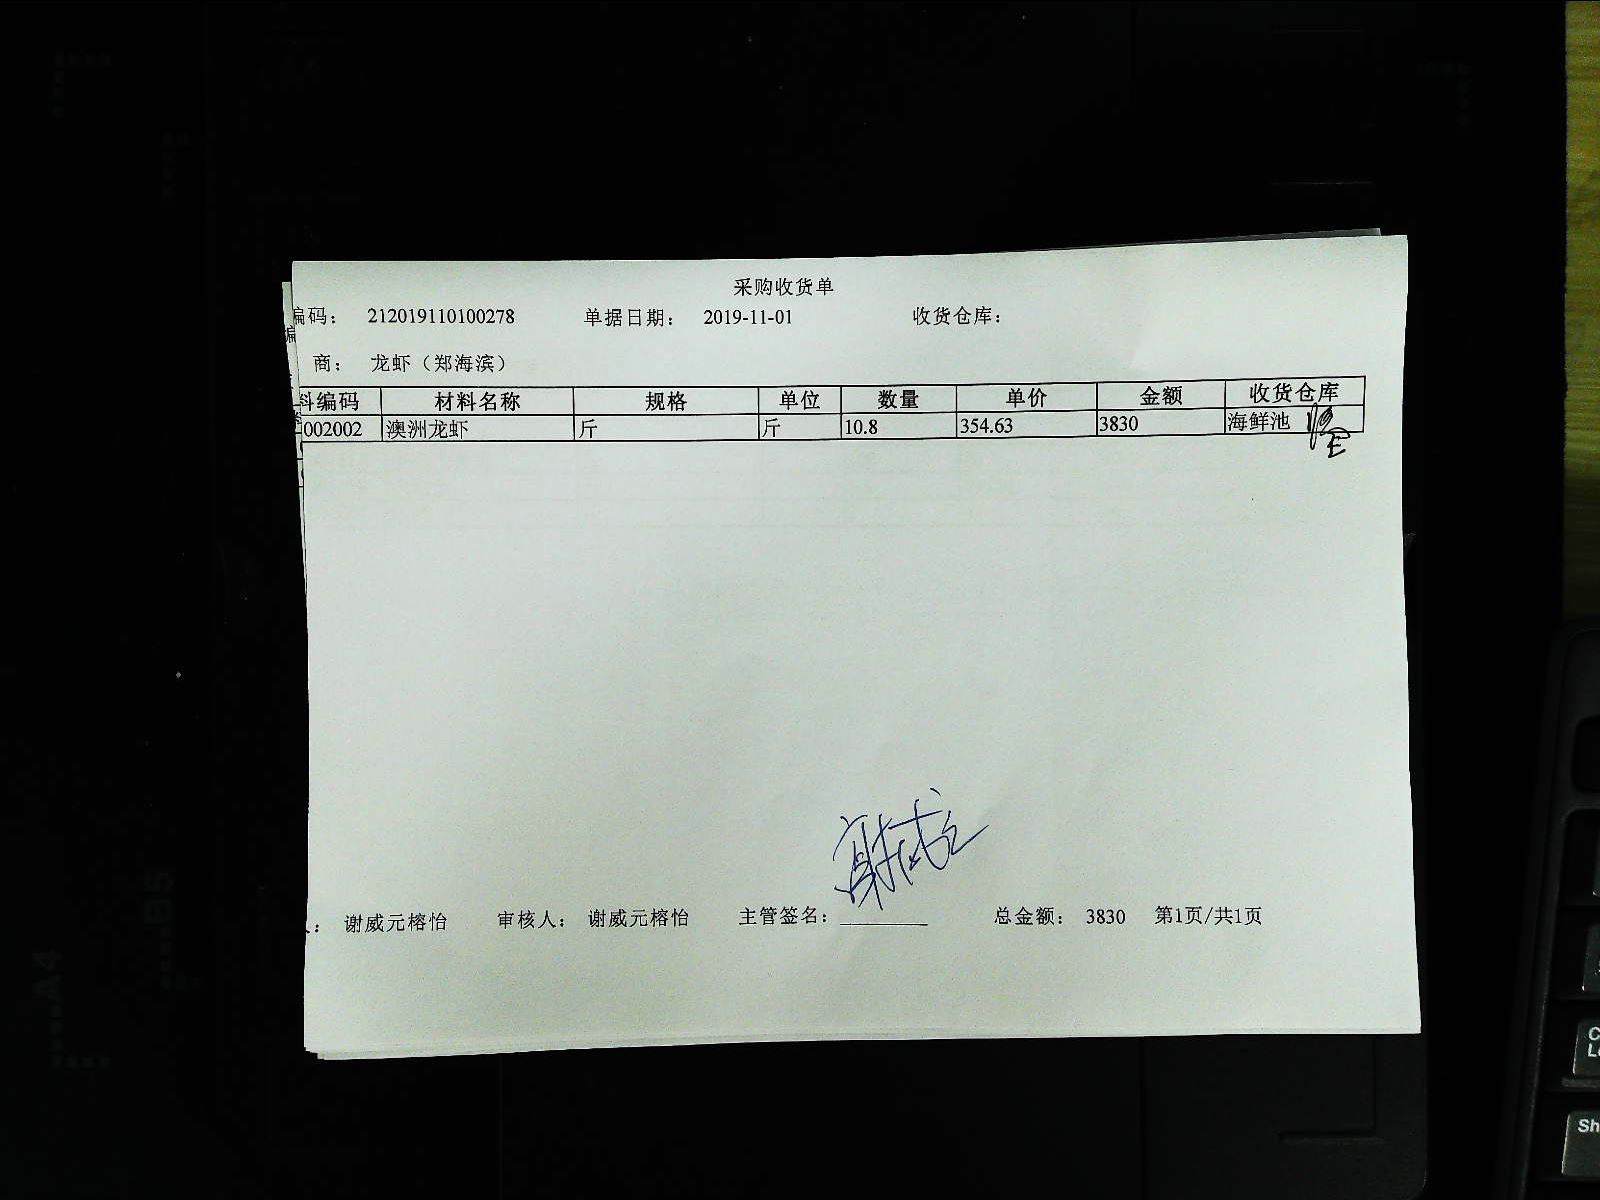 采购收货单
编码： 212019110100278 单据日期： 2019-11-01 收货仓库：
商： 龙虾（郑海滨）
料编码 材料名称 规格 单位 数量 单价 金额 收货仓库
002002 澳洲龙虾 斤 斤 10.8 354.63 3830 海鲜池
谢威元榕怡 审核人： 谢威元榕怡 主管签名： 总金额： 3830 第1页/共1页